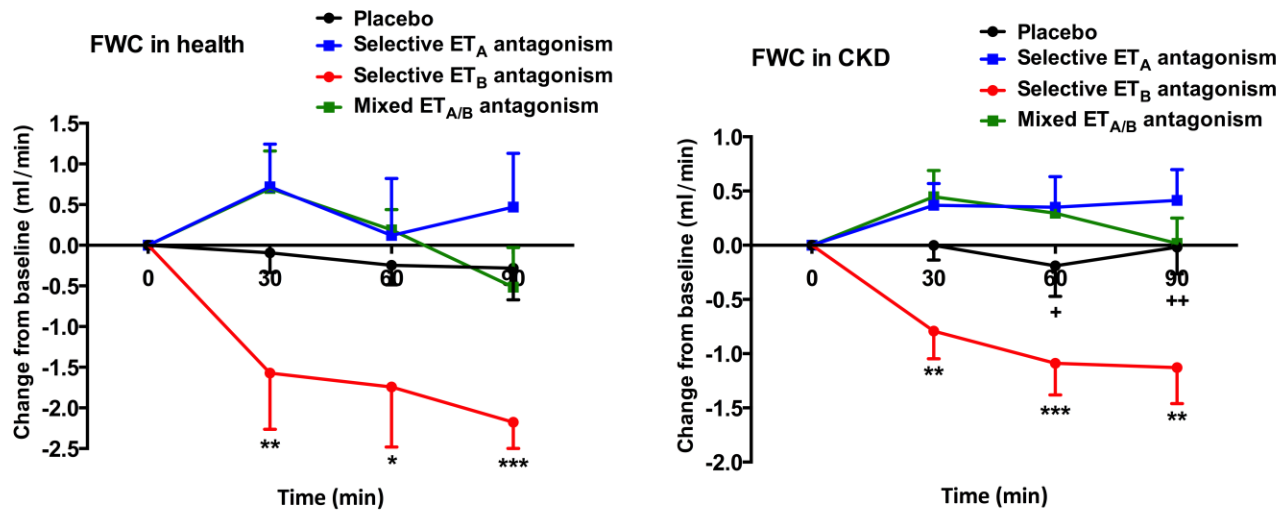 FWC in health
Placebo
Selective ETA antagonism
Selective ETB antagonism
Mixed ETA/B antagonism
Change from baseline (ml/min)
1.5
1.0
0.5
0.0
-0.5
-1.0
-1.5
-2.0
-2.5
0
30
60
90
**
*
***
Time (min)
FWC in CKD
Placebo
Selective ETA antagonism
Selective ETB antagonism
Mixed ETA/B antagonism
Change from baseline (ml/min)
1.0
0.5
0.0
-0.5
-1.0
-1.5
-2.0
0
30
60
90
+
++
**
***
**
Time (min)